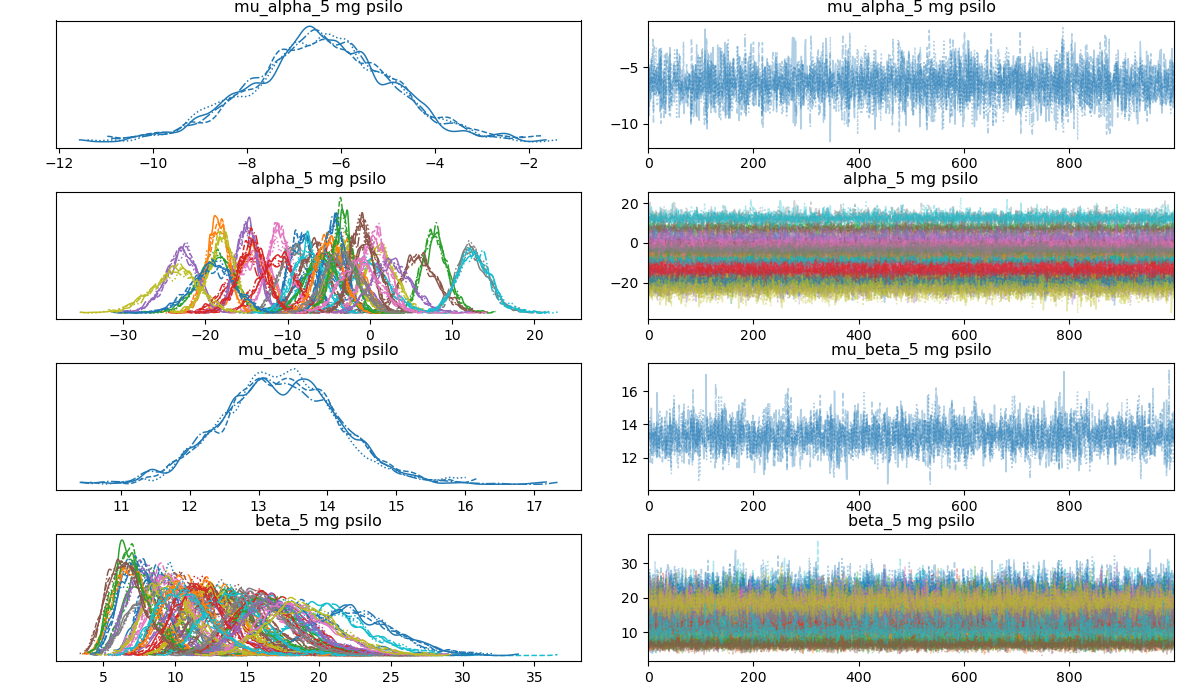 mu_alpha_5 mg psilo mu_alpha_5 mg psilo
−5
−10
−12 −10 −8 −6 −4 −2 0 200 400 600 800
alpha_5 mg psilo alpha_5 mg psilo
20
0
−20
−30 −20 −10 0 10 20 0 200 400 600 800
mu_beta_5 mg psilo mu_beta_5 mg psilo
16
14
12
11 12 13 14 15 16 17 0 200 400 600 800
beta_5 mg psilo beta_5 mg psilo
30
20
10
5 10 15 20 25 30 35 0 200 400 600 800